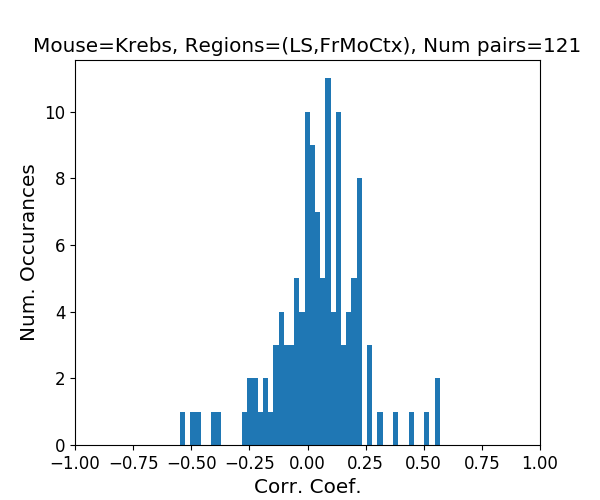 Mouse=Krebs, Regions=(LS,FrMoCtx), Num pairs=121
Num. Occurances
10
8
6
4
2
0
−1.00 −0.75 −0.50 −0.25 0.00 0.25 0.50 0.75 1.00
Corr. Coef.